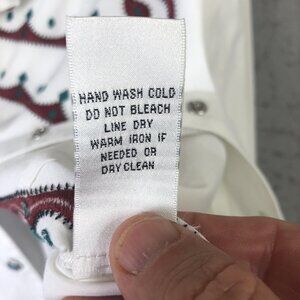 HAND WASH COLD
DO NOT BLEACH
LINE DRY
WARM IRON IF
NEEDED OR
DRY CLEAN